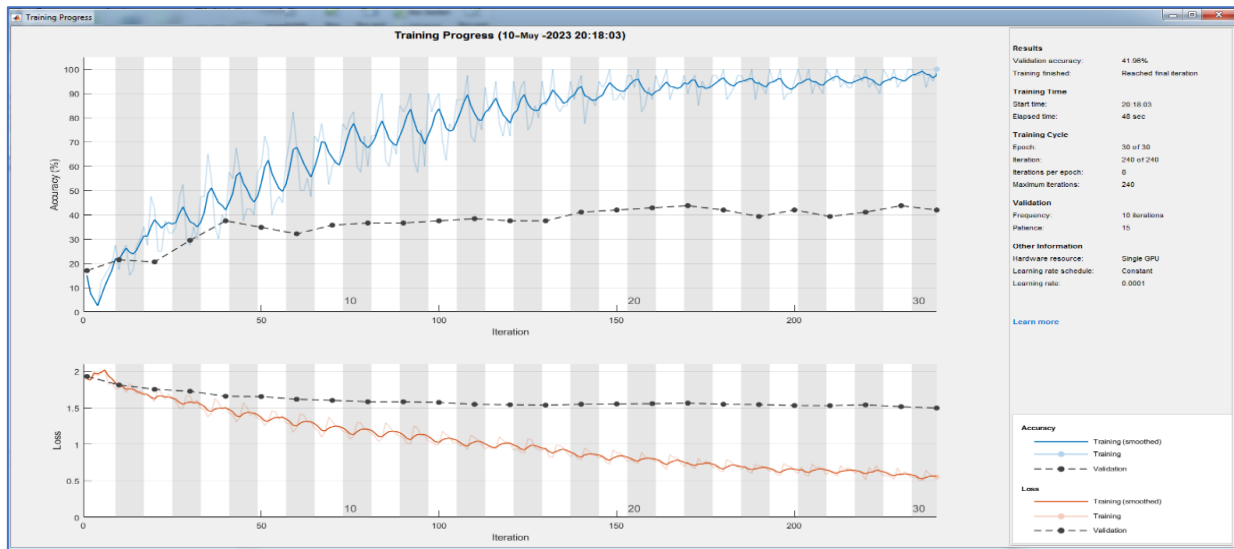 Training Progress
Training Progress (10-May -2023 20:18:03)
100
90
80
70
60
50
40
30
20
10
0
Accuracy (%)
10
20
30
0
50
100
150
200
Iteration
2
1.5
1
0.5
0
Loss
10
20
30
0
50
100
150
200
Iteration
Results
Validation accuracy: 41.96%
Training finished: Reached final iteration
Training Time
Start time: 20:18:03
Elapsed time: 48 sec
Training Cycle
Epoch: 30 of 30
Iteration: 240 of 240
Iterations per epoch: 8
Maximum iterations: 240
Validation
Frequency: 10 iterations
Patience: 15
Other Information
Hardware resource: Single GPU
Learning rate schedule: Constant
Learning rate: 0.0001
Learn more
Accuracy
Training (smoothed)
Training
Validation
Loss
Training (smoothed)
Training
Validation